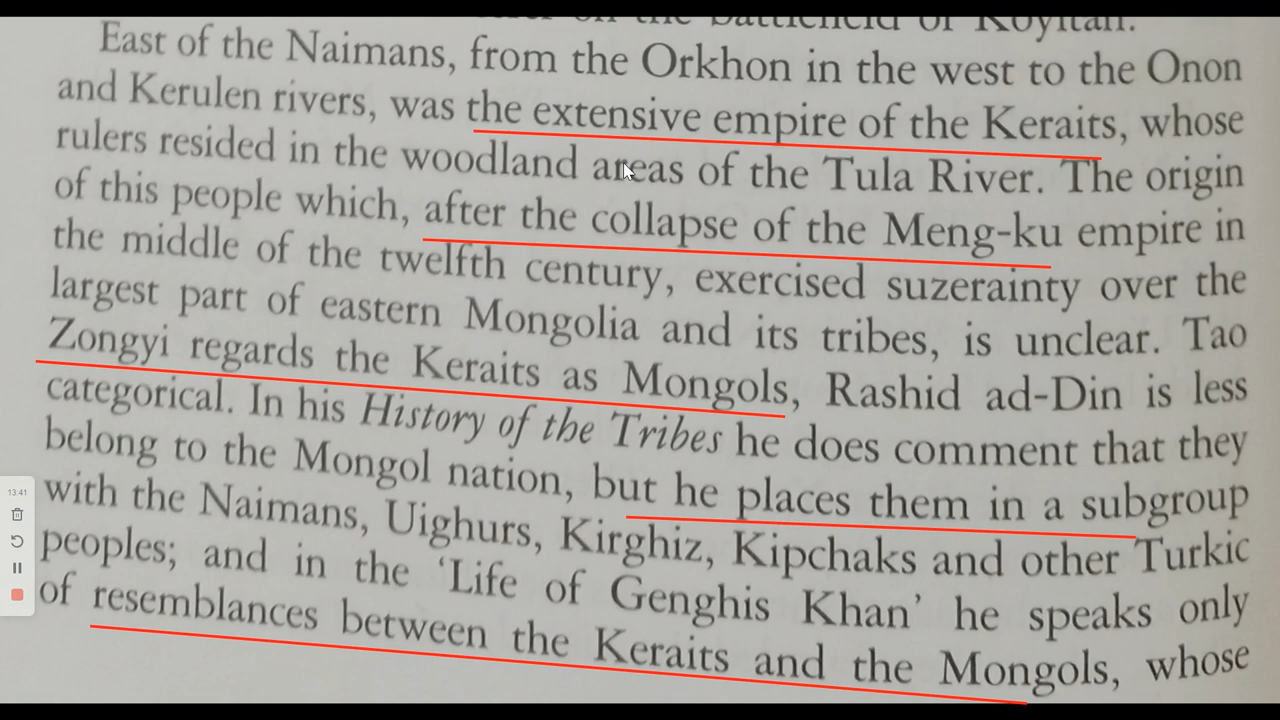 the Battlefield of Koyitan.
East of the Naimans, from the Orkhon in the west to the Onon
and Kerulen rivers, was the extensive empire of the Keraits, whose
rulers resided in the woodland areas of the Tula River. The origin
of this people which, after the collapse of the Meng-ku empire in
the middle of the twelfth century, exercised suzerainty over the
largest part of eastern Mongolia and its tribes, is unclear. Tao
Zongyi regards the Keraits as Mongols, Rashid ad-Din is less
categorical. In his History of the Tribes he does comment that they
belong to the Mongol nation, but he places them in a subgroup
with the Naimans, Uighurs, Kirghiz, Kipchaks and other Turkic
peoples; and in the ‘Life of Genghis Khan’ he speaks only
of resemblances between the Keraits and the Mongols, whose
13:41